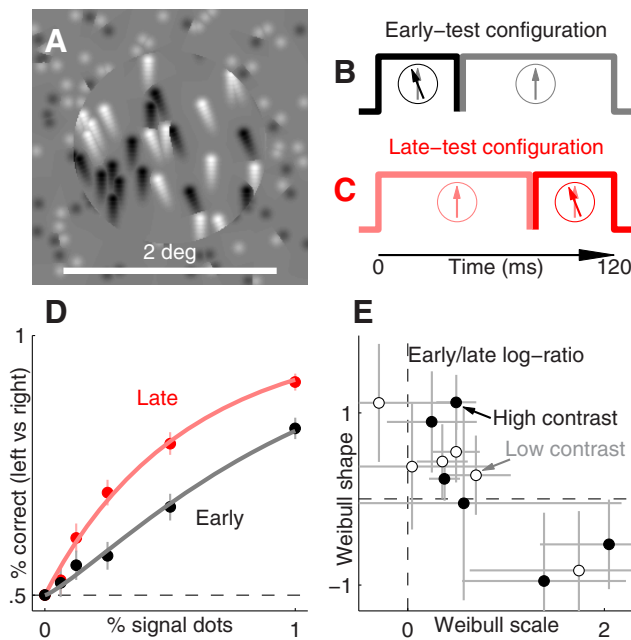 A
2 deg
Early−test configuration
B
Late−test configuration
C
0 Time (ms) 120
D
1
Late
Early
.5
% correct (left vs right)
0 % signal dots 1
E
Early/late log−ratio
High contrast
Low contrast
1
−1
Weibull shape
0 Weibull scale 2